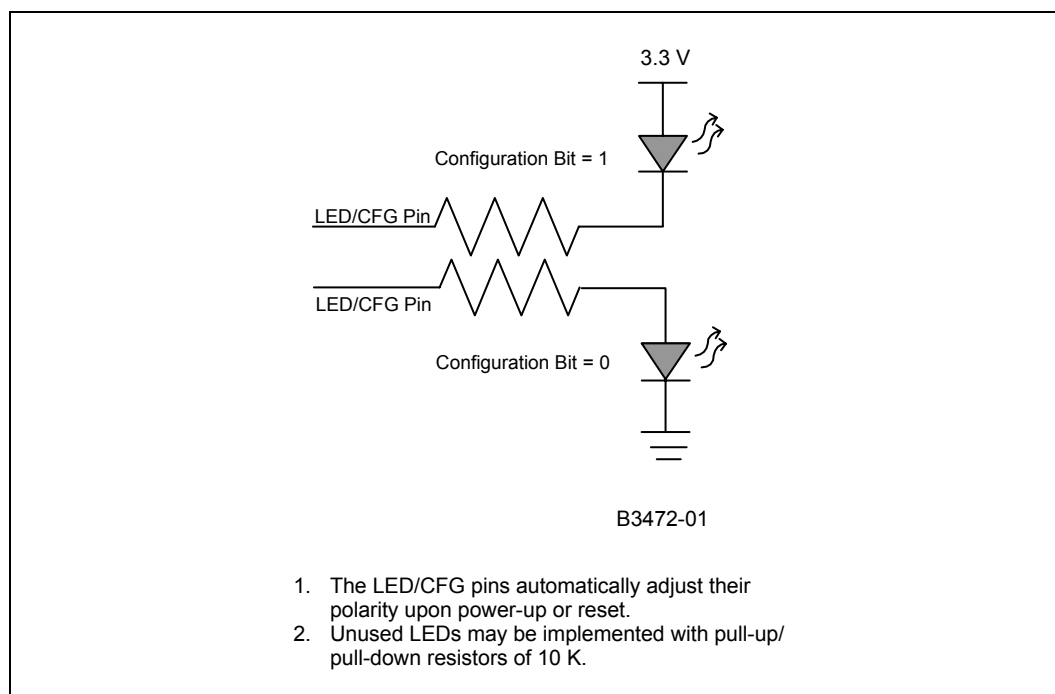 3.3 V
Configuration Bit = 1
LED/CFG Pin
LED/CFG Pin
Configuration Bit = 0
B3472-01
1. The LED/CFG pins automatically adjust their
polarity upon power-up or reset.
2. Unused LEDs may be implemented with pull-up/
pull-down resistors of 10 K.